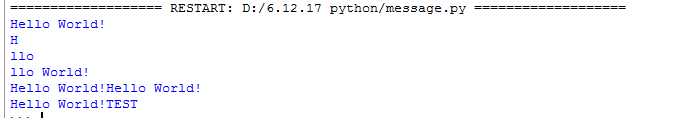 =================== RESTART: D:/6.12.17 python/message.py ===================
Hello World!
H
llo
llo World!
Hello World!Hello World!
Hello World!TEST